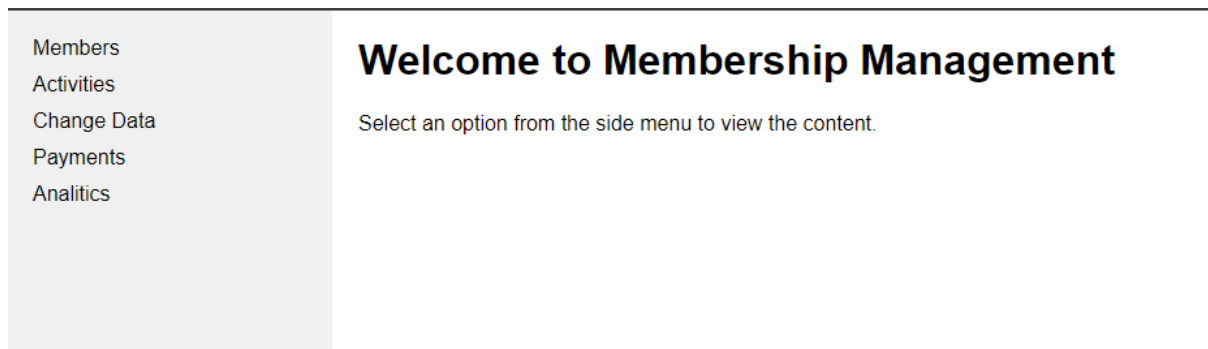 Members
Activities
Change Data
Payments
Analitics
Welcome to Membership Management
Select an option from the side menu to view the content.